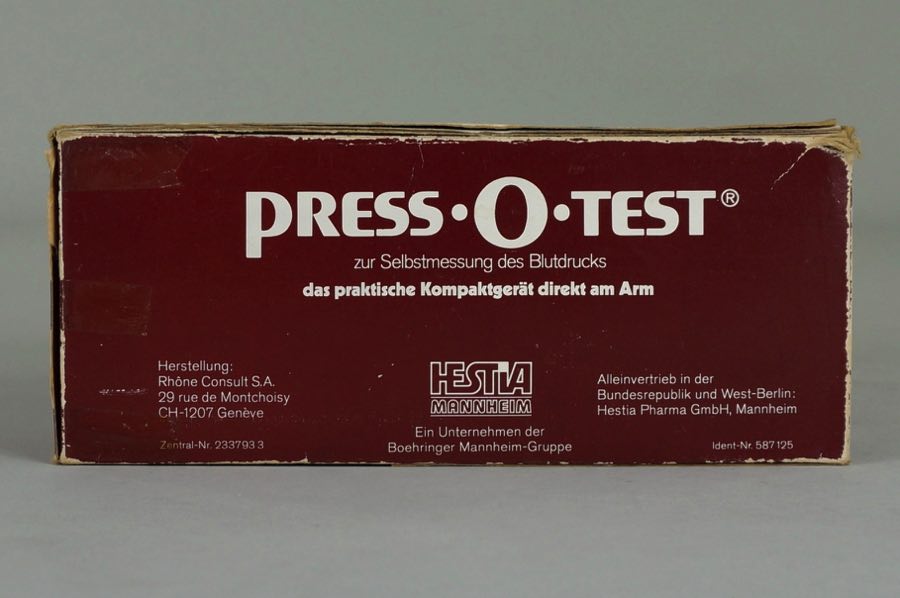 PRESS·O·TEST®
zur Selbstmessung des Blutdrucks
das praktische Kompaktgerät direkt am Arm
Herstellung:
Rhône Consult S.A.
29 rue de Montchoisy
CH-1207 Genève
Zentral-Nr. 233793 3
HESTIA
MANNHEIM
Ein Unternehmen der
Boehringer Mannheim-Gruppe
Alleinvertrieb in der
Bundesrepublik und West-Berlin:
Hestia Pharma GmbH, Mannheim
Ident-Nr. 587125